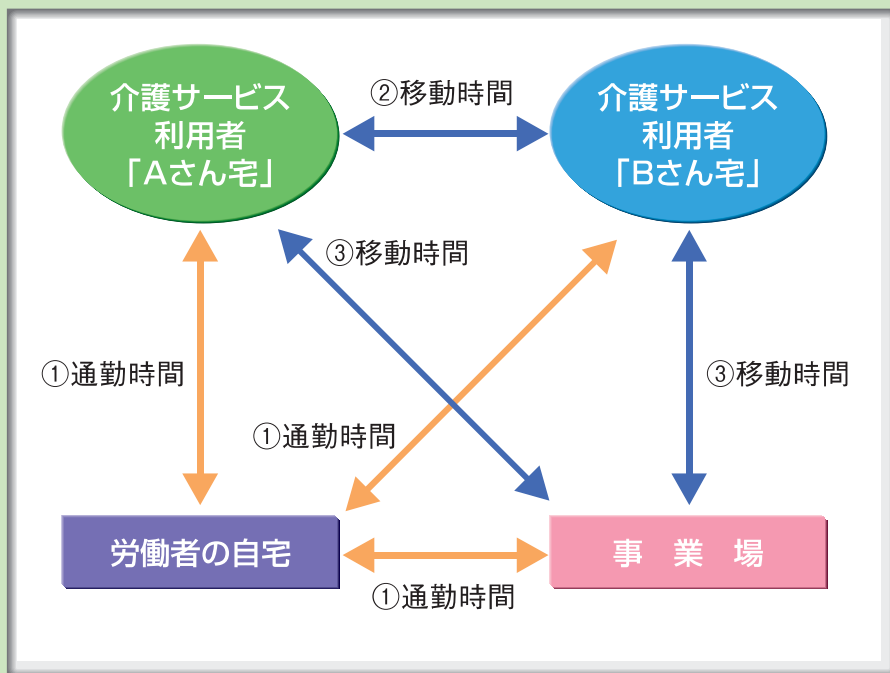 介護サービス
利用者
「Aさん宅」
②移動時間
介護サービス
利用者
「Bさん宅」
③移動時間
①通勤時間
③移動時間
①通勤時間
労働者の自宅
事 業 場
①通勤時間